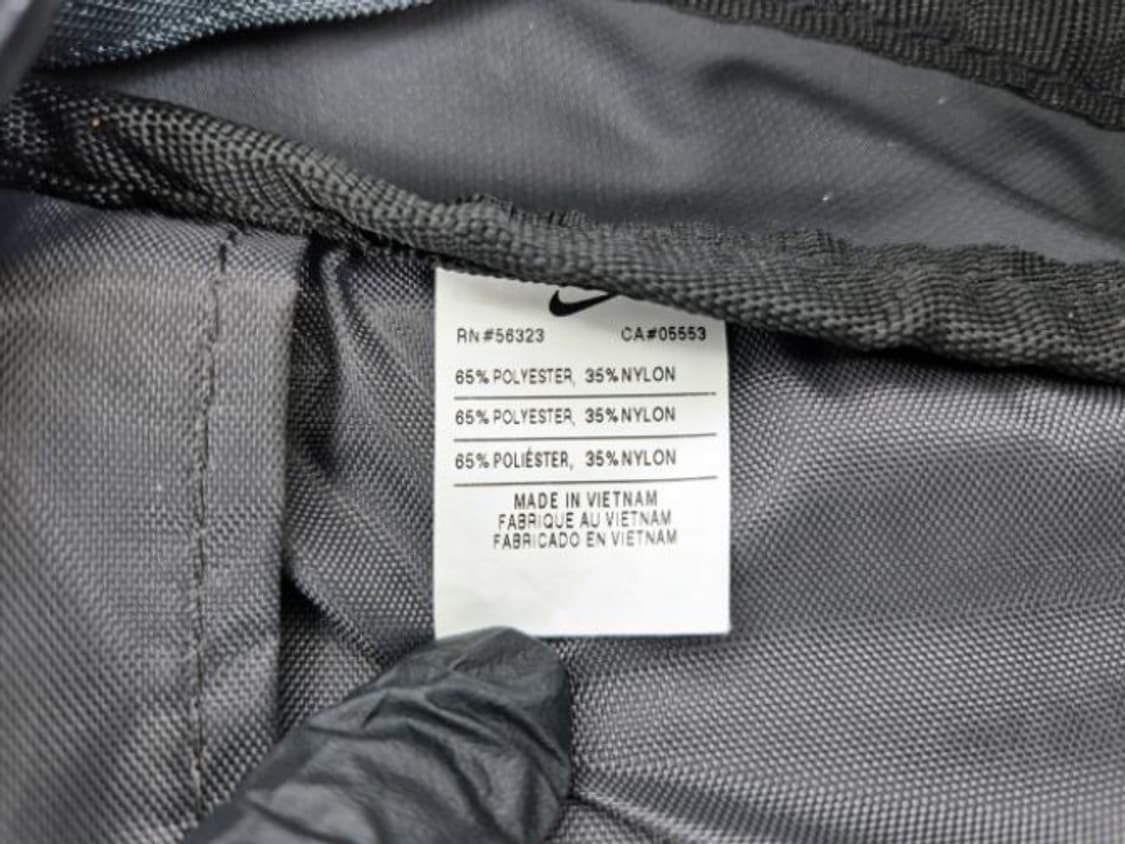 RN#56323 CA#05553
65% POLYESTER, 35% NYLON
65% POLYESTER, 35% NYLON
65% POLIÉSTER, 35% NYLON
MADE IN VIETNAM
FABRIQUE AU VIETNAM
FABRICADO EN VIETNAM